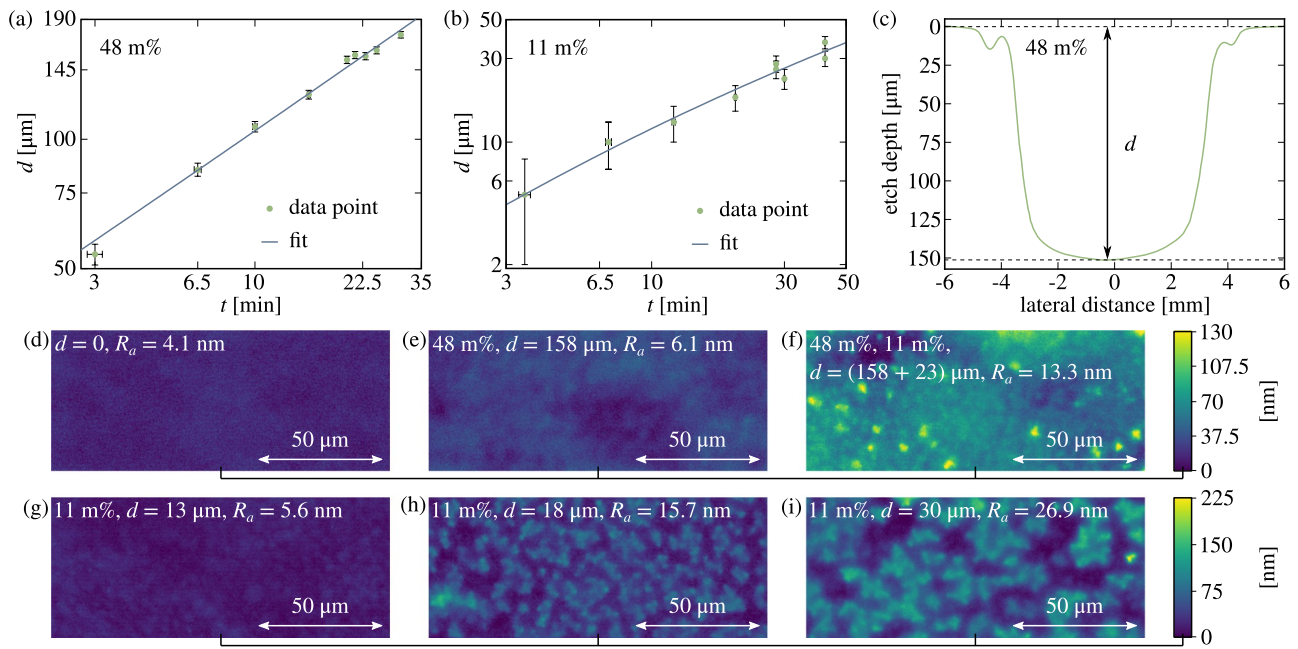 (a)
190
145
100
75
50
d [μm]
48 m%
data point
fit
3
6.5
10
22.5
35
t [min]
(b)
50
30
10
6
2
d [μm]
11 m%
data point
fit
3
6.5
10
30
50
t [min]
(c)
0
25
50
75
100
125
150
etch depth [μm]
48 m%
d
-6
-4
-2
0
2
4
6
lateral distance [mm]
(d)
d = 0, Ra = 4.1 nm
50 μm
(e)
48 m%, d = 158 μm, Ra = 6.1 nm
50 μm
(f)
48 m%, 11 m%,
d = (158 + 23) μm, Ra = 13.3 nm
50 μm
130
107.5
70
37.5
0
[nm]
(g)
11 m%, d = 13 μm, Ra = 5.6 nm
50 μm
(h)
11 m%, d = 18 μm, Ra = 15.7 nm
50 μm
(i)
11 m%, d = 30 μm, Ra = 26.9 nm
50 μm
225
150
75
0
[nm]